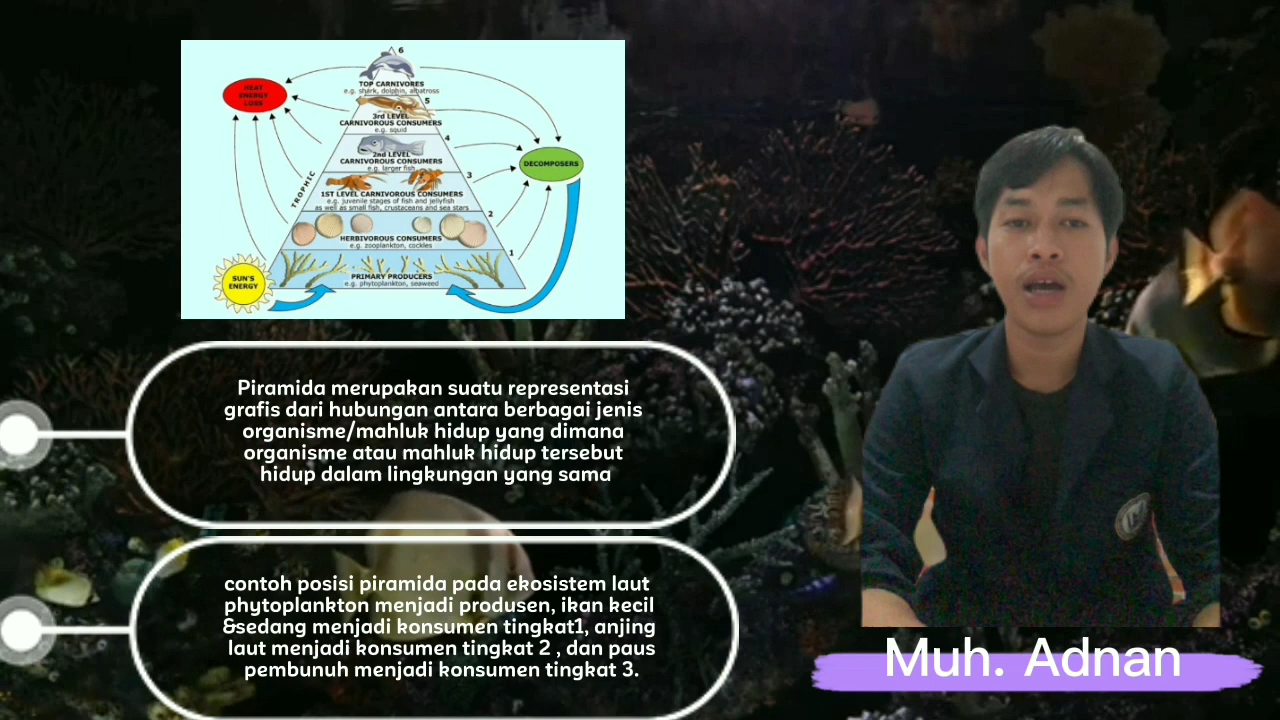 6
TOP CARNIVORES
e.g. shark, dolphin, albatross
HEAT
ENERGY
LOSS
5
3rd LEVEL
CARNIVOROUS CONSUMERS
e.g. squid
4
2nd LEVEL
CARNIVOROUS CONSUMERS
e.g. larger fish
DECOMPOSERS
3
TROPHIC
1ST LEVEL CARNIVOROUS CONSUMERS
e.g. juvenile stages of fish and jellyfish
as well as small fish, crustaceans and sea stars
2
HERBIVOROUS CONSUMERS
e.g. zooplankton, cockles
1
SUN'S
ENERGY
PRIMARY PRODUCERS
e.g. phytoplankton, seaweed
Piramida merupakan suatu representasi
grafis dari hubungan antara berbagai jenis
organisme/mahluk hidup yang dimana
organisme atau mahluk hidup tersebut
hidup dalam lingkungan yang sama
contoh posisi piramida pada ekosistem laut
phytoplankton menjadi produsen, ikan kecil
&sedang menjadi konsumen tingkat1, anjing
laut menjadi konsumen tingkat 2 , dan paus
pembunuh menjadi konsumen tingkat 3.
Muh. Adnan